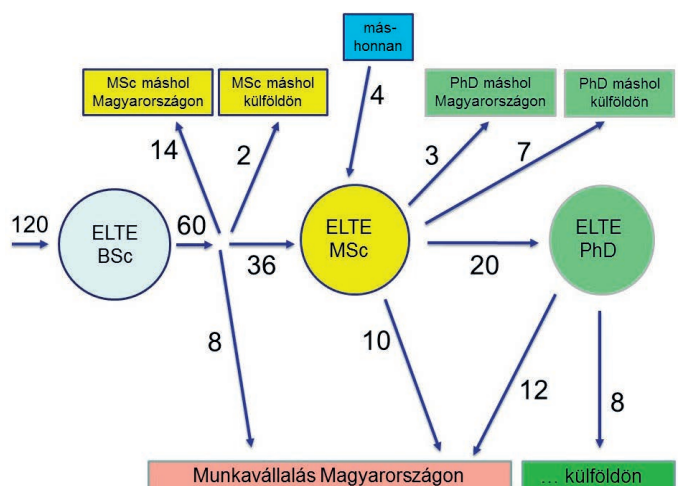 más-
honnan
MSc máshol
Magyarországon
MSc máshol
külföldön
PhD máshol
Magyarországon
PhD máshol
külföldön
4
14
2
3
7
120
ELTE
BSc
60
36
ELTE
MSc
20
ELTE
PhD
8
10
12
8
Munkavállalás Magyarországon
... külföldön